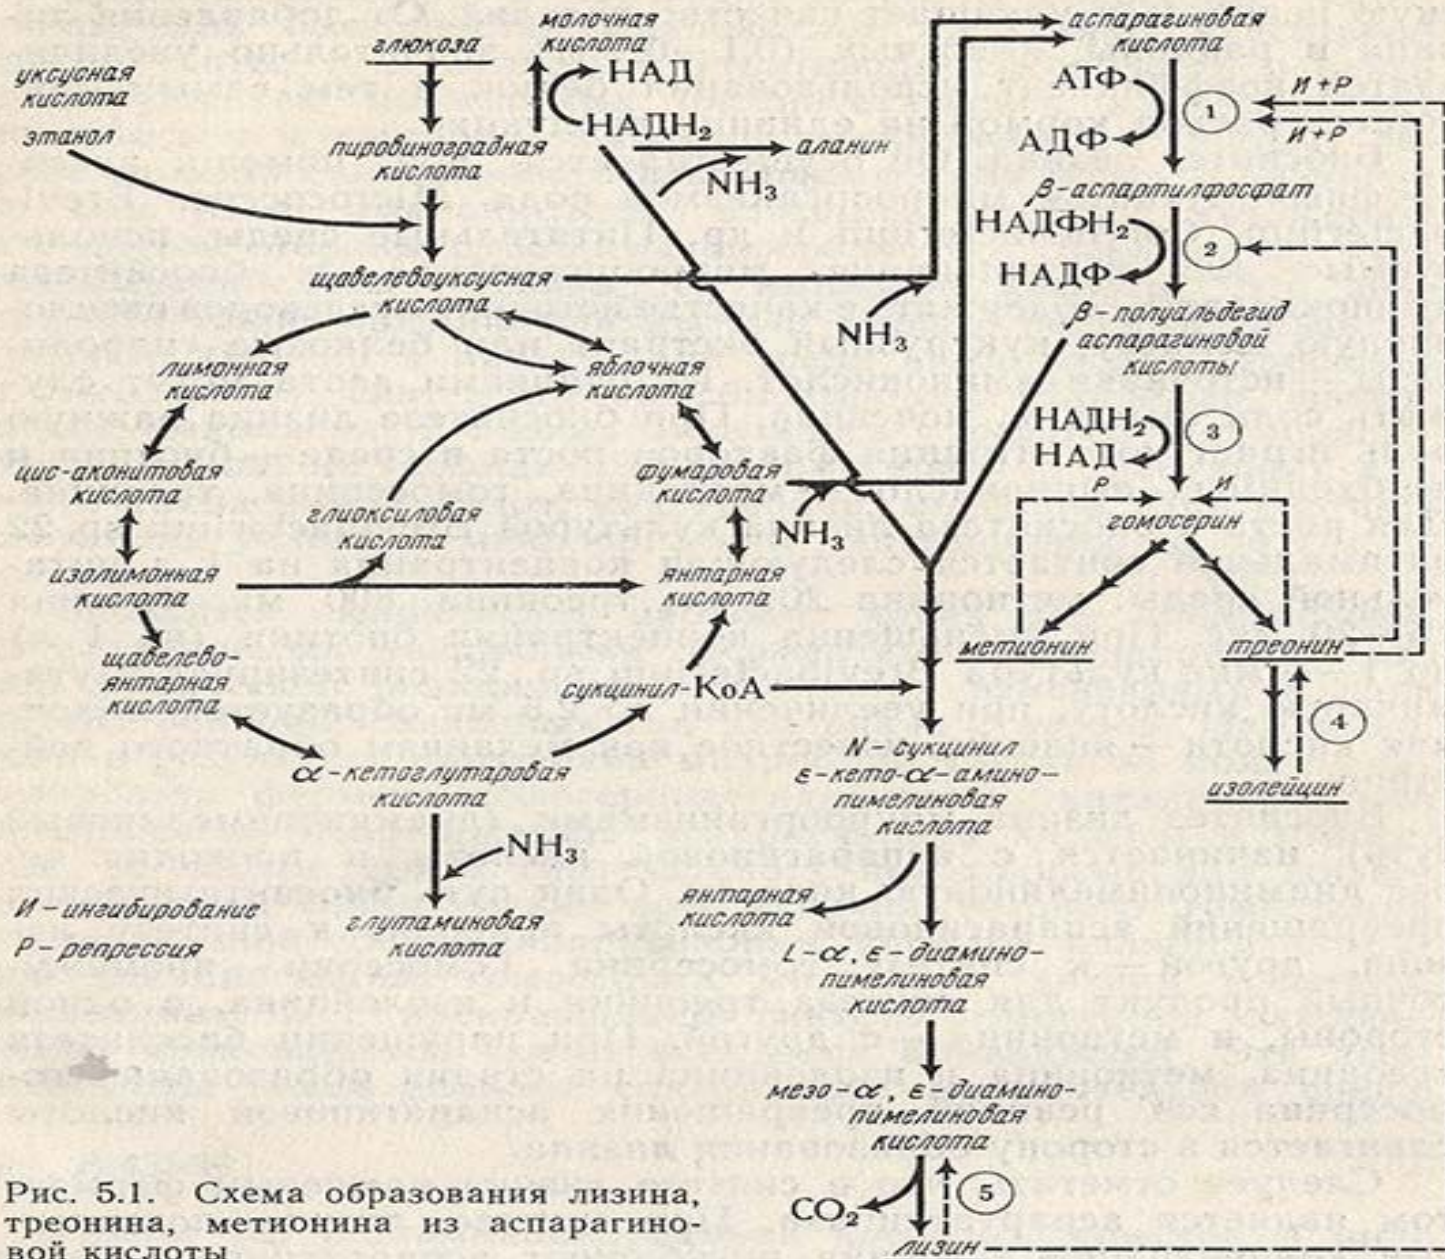 молочная
кислота
глюкоза
НАД
НАДН₂
уксусная
кислота
этанол
пировиноградная
кислота
аланин
NH₃
щавелевоуксусная
кислота
NH₃
лимонная
кислота
яблочная
кислота
цис-аконитовая
кислота
глиоксиловая
кислота
фумаровая
кислота
NH₃
изолимонная
кислота
янтарная
кислота
щавелево-
янтарная
кислота
сукцинил-КоА
α-кетоглутаровая
кислота
NH₃
глутаминовая
кислота
И-ингибирование
Р-репрессия
аспарагиновая
кислота
АТФ
АДФ
1
И+Р
И+Р
β-аспартилфосфат
НАДФН₂
НАДФ
2
β-полуальдегид
аспарагиновой
кислоты
НАДН₂
НАД
3
Р
И
гомосерин
метионин
треонин
4
изолейцин
N-сукцинил
ε-кето-α-амино-
пимелиновая
кислота
янтарная
кислота
L-α, ε-диамино-
пимелиновая
кислота
мезо-α, ε-диамино-
пимелиновая
кислота
CO₂
5
лизин
Рис. 5.1. Схема образования лизина,
треонина, метионина из аспарагино-
вой кислоты